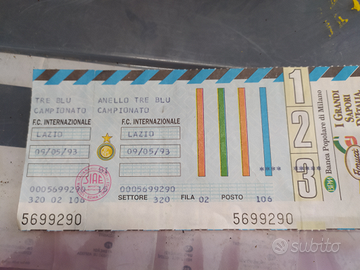 TRE BLU
CAMPIONATO
ANELLO TRE BLU
CAMPIONATO
F.C. INTERNAZIONALE
F.C. INTERNAZIONALE
LAZIO
LAZIO
09/05/93
09/05/93
SIAE
0005699290
0005699290
320 02 106
SETTORE 320
FILA 02
POSTO 106
5699290
5699290
1
2
3
Banca Popolare di Milano
I GRANDI
SAPORI
subito